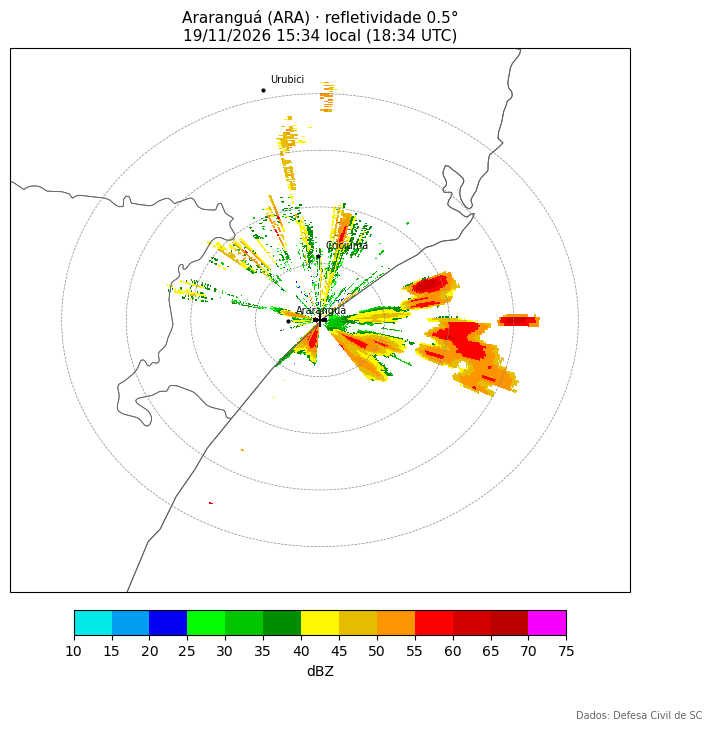 Araranguá (ARA) · refletividade 0.5°
19/11/2026 15:34 local (18:34 UTC)
Urubici
Criciúma
Araranguá
10 15 20 25 30 35 40 45 50 55 60 65 70 75
dBZ
Dados: Defesa Civil de SC